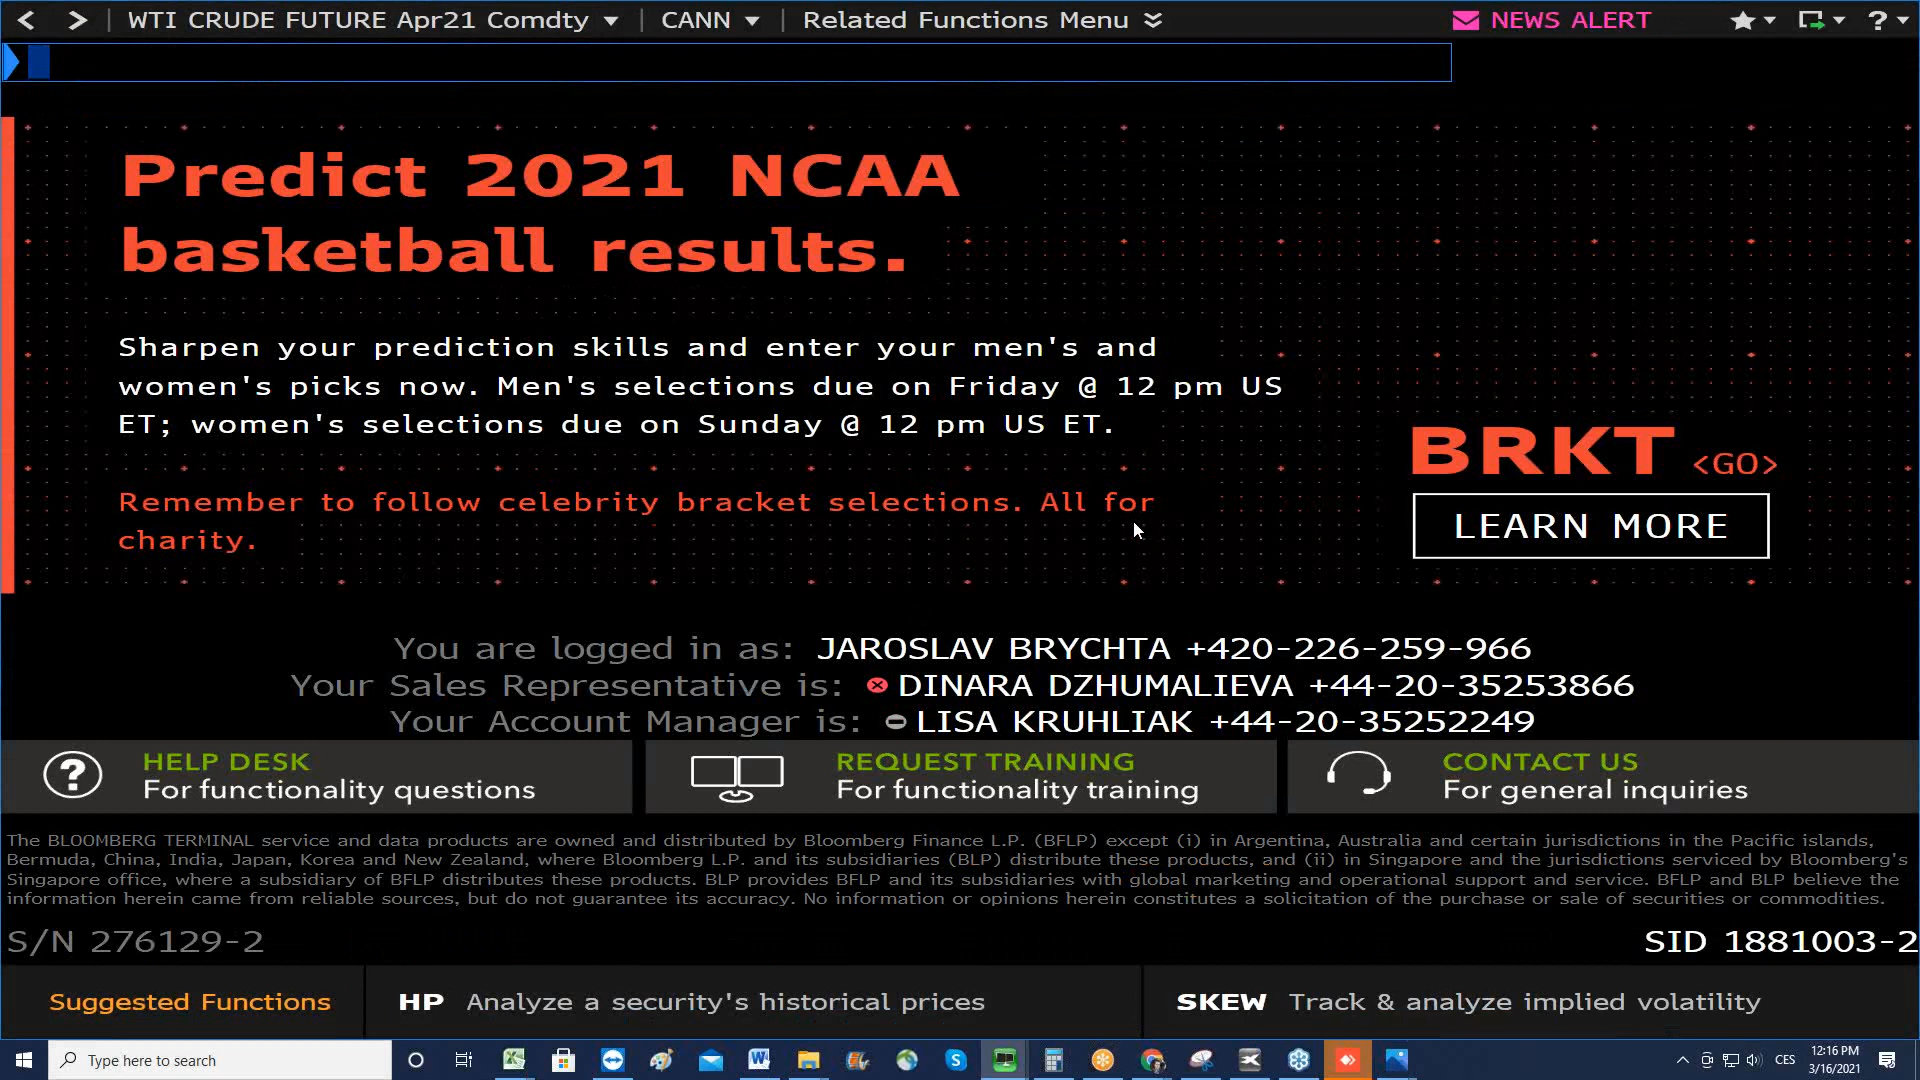 WTI CRUDE FUTURE Apr21 Comdty
CANN
Related Functions Menu
NEWS ALERT
?
Predict 2021 NCAA
basketball results.
Sharpen your prediction skills and enter your men's and
women's picks now. Men's selections due on Friday @ 12 pm US
ET; women's selections due on Sunday @ 12 pm US ET.
Remember to follow celebrity bracket selections. All for
charity.
BRKT <GO>
LEARN MORE
You are logged in as: JAROSLAV BRYCHTA +420-226-259-966
Your Sales Representative is: DINARA DZHUMALIEVA +44-20-35253866
Your Account Manager is: LISA KRUHLIAK +44-20-35252249
? HELP DESK
For functionality questions
REQUEST TRAINING
For functionality training
CONTACT US
For general inquiries
The BLOOMBERG TERMINAL service and data products are owned and distributed by Bloomberg Finance L.P. (BFLP) except (i) in Argentina, Australia and certain jurisdictions in the Pacific islands,
Bermuda, China, India, Japan, Korea and New Zealand, where Bloomberg L.P. and its subsidiaries (BLP) distribute these products, and (ii) in Singapore and the jurisdictions serviced by Bloomberg's
Singapore office, where a subsidiary of BFLP distributes these products. BLP provides BFLP and its subsidiaries with global marketing and operational support and service. BFLP and BLP believe the
information herein came from reliable sources, but do not guarantee its accuracy. No information or opinions herein constitutes a solicitation of the purchase or sale of securities or commodities.
S/N 276129-2
SID 1881003-2
Suggested Functions
HP Analyze a security's historical prices
SKEW Track & analyze implied volatility
Type here to search
CES
12:16 PM
3/16/2021